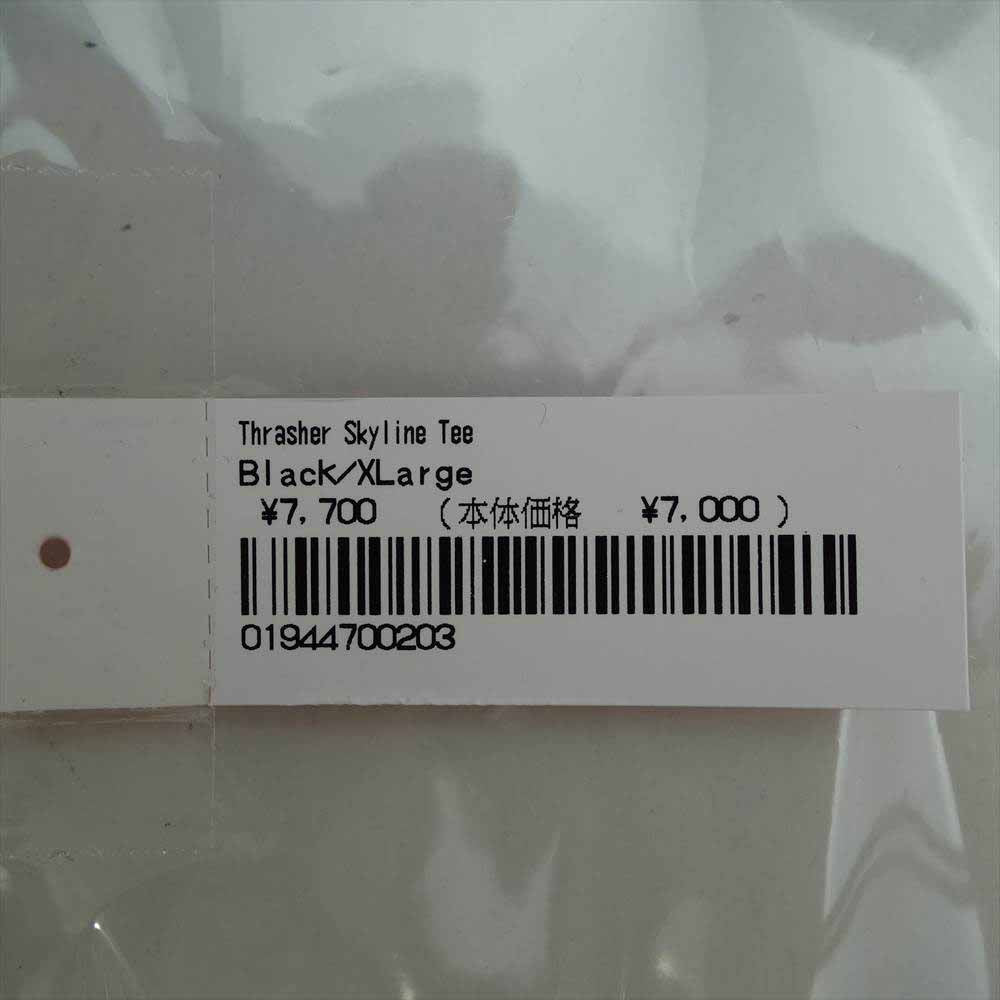 Thrasher Skyline Tee
Black/XLarge
¥7,700 (本体価格 ¥7,000 )
01944700203